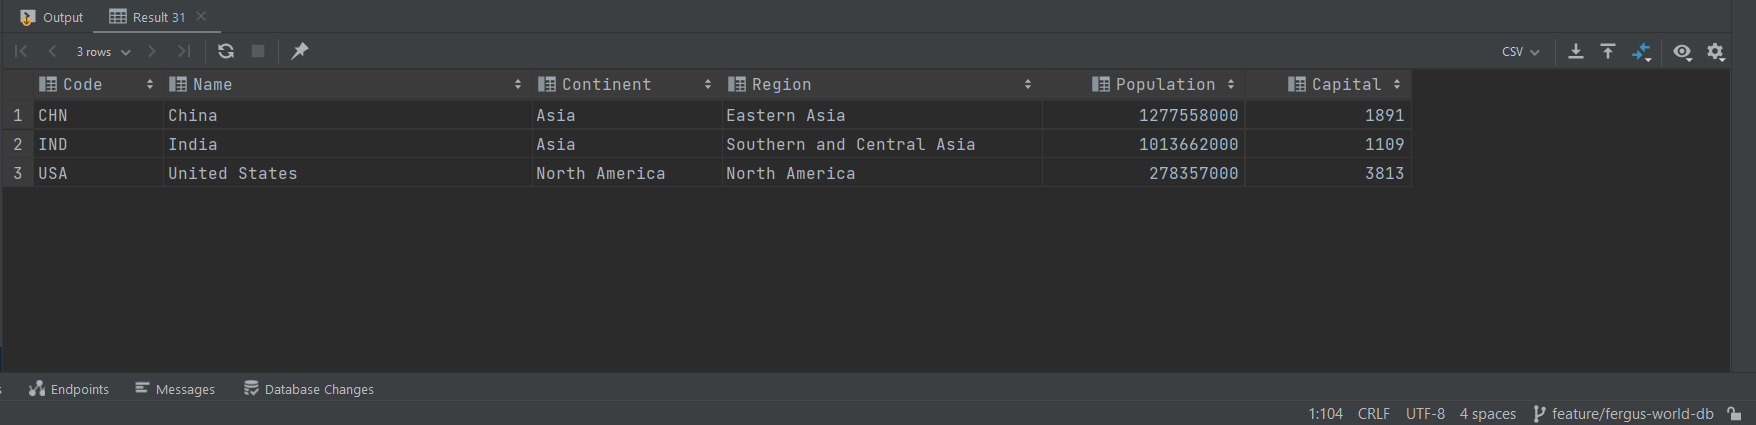 Output Result 31
3 rows CSV
Code Name Continent Region Population Capital
1 CHN China Asia Eastern Asia 1277558000 1891
2 IND India Asia Southern and Central Asia 1013662000 1109
3 USA United States North America North America 278357000 3813
Endpoints Messages Database Changes
1:104 CRLF UTF-8 4 spaces feature/fergus-world-db